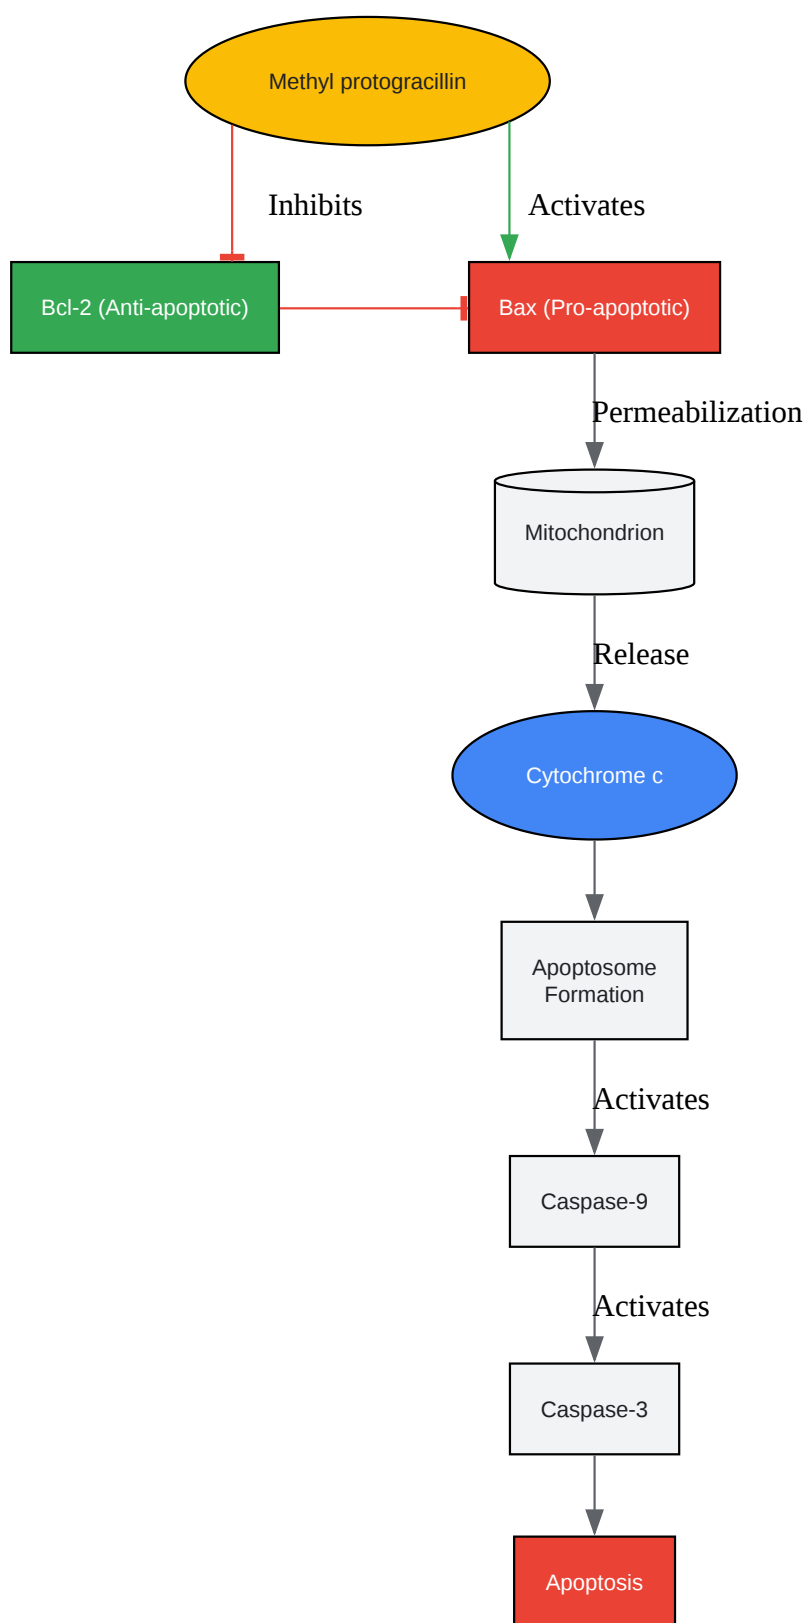 Methyl protogracillin
Inhibits
Activates
Bcl-2 (Anti-apoptotic)
Bax (Pro-apoptotic)
Permeabilization
Mitochondrion
Release
Cytochrome c
Apoptosome
Formation
Activates
Caspase-9
Activates
Caspase-3
Apoptosis